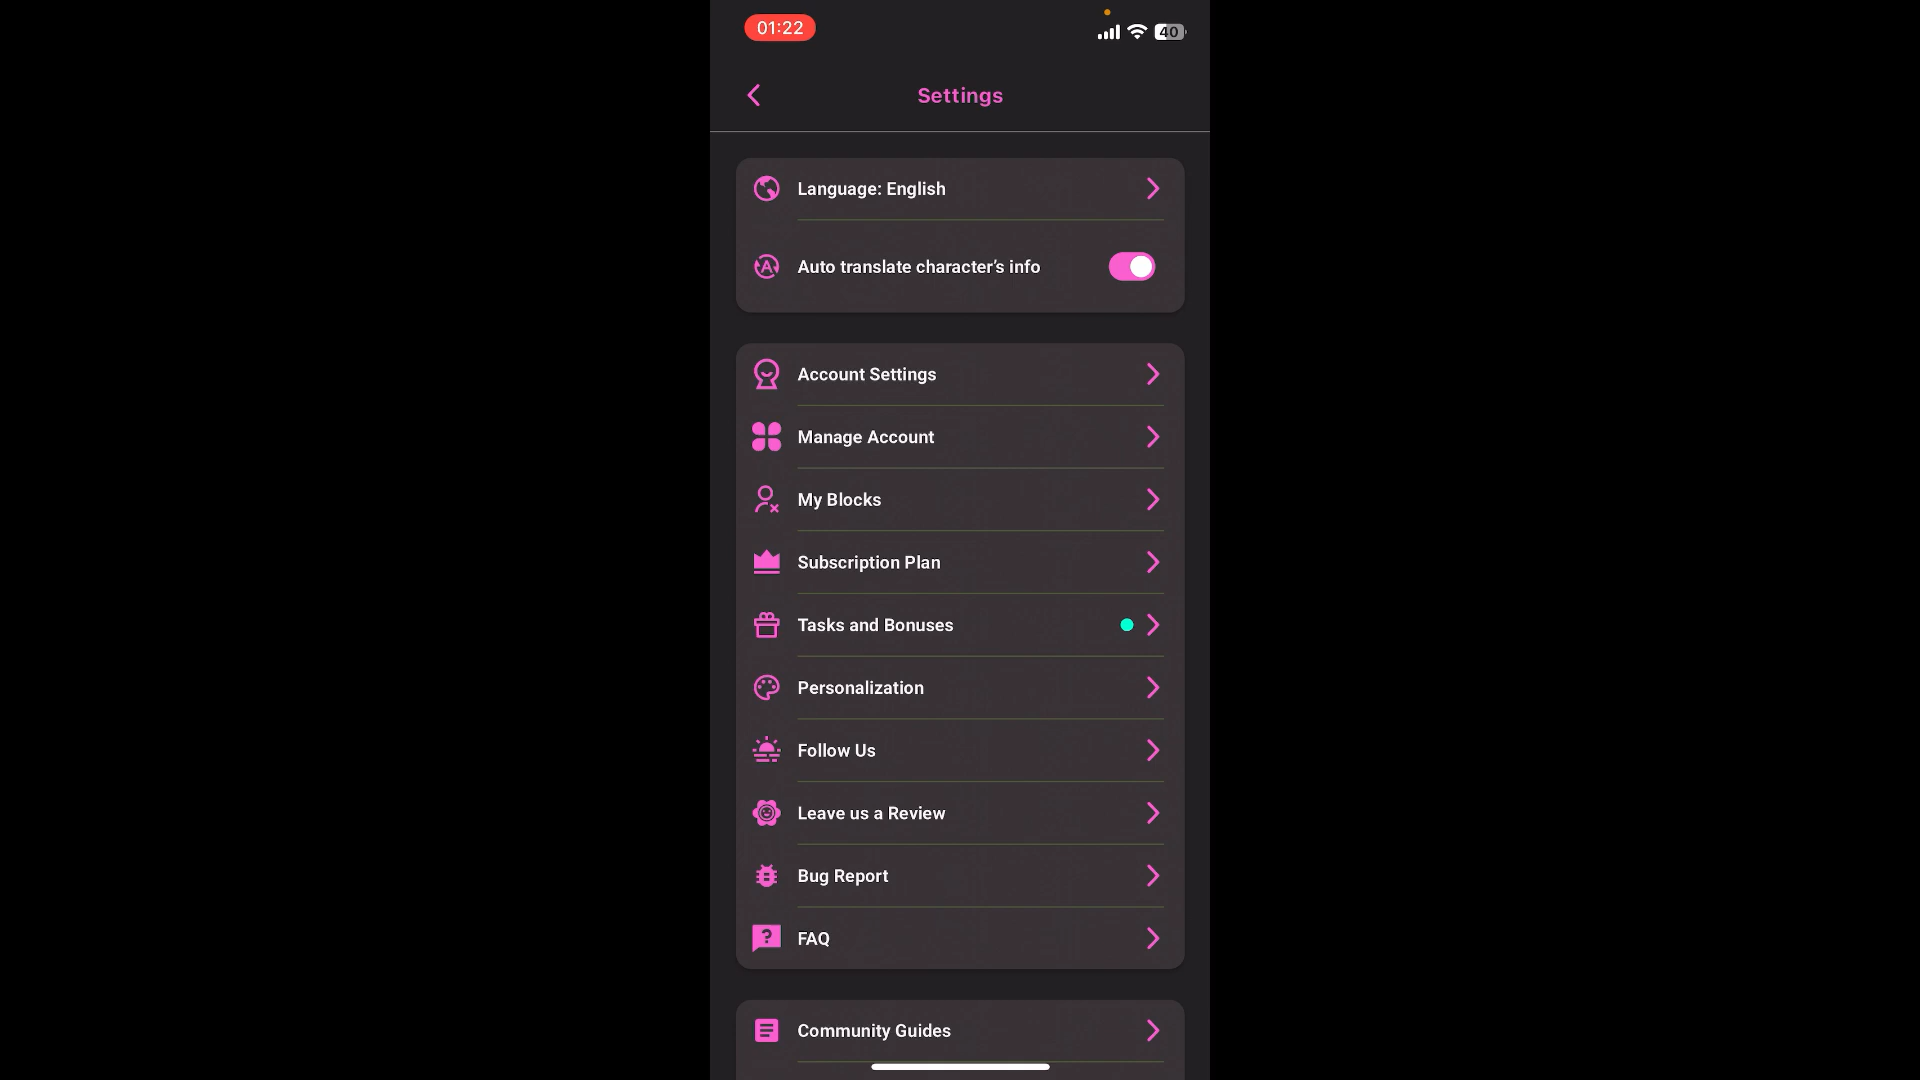 01:22
40
Settings
Language: English
Auto translate character’s info
Account Settings
Manage Account
My Blocks
Subscription Plan
Tasks and Bonuses
Personalization
Follow Us
Leave us a Review
Bug Report
FAQ
Community Guides